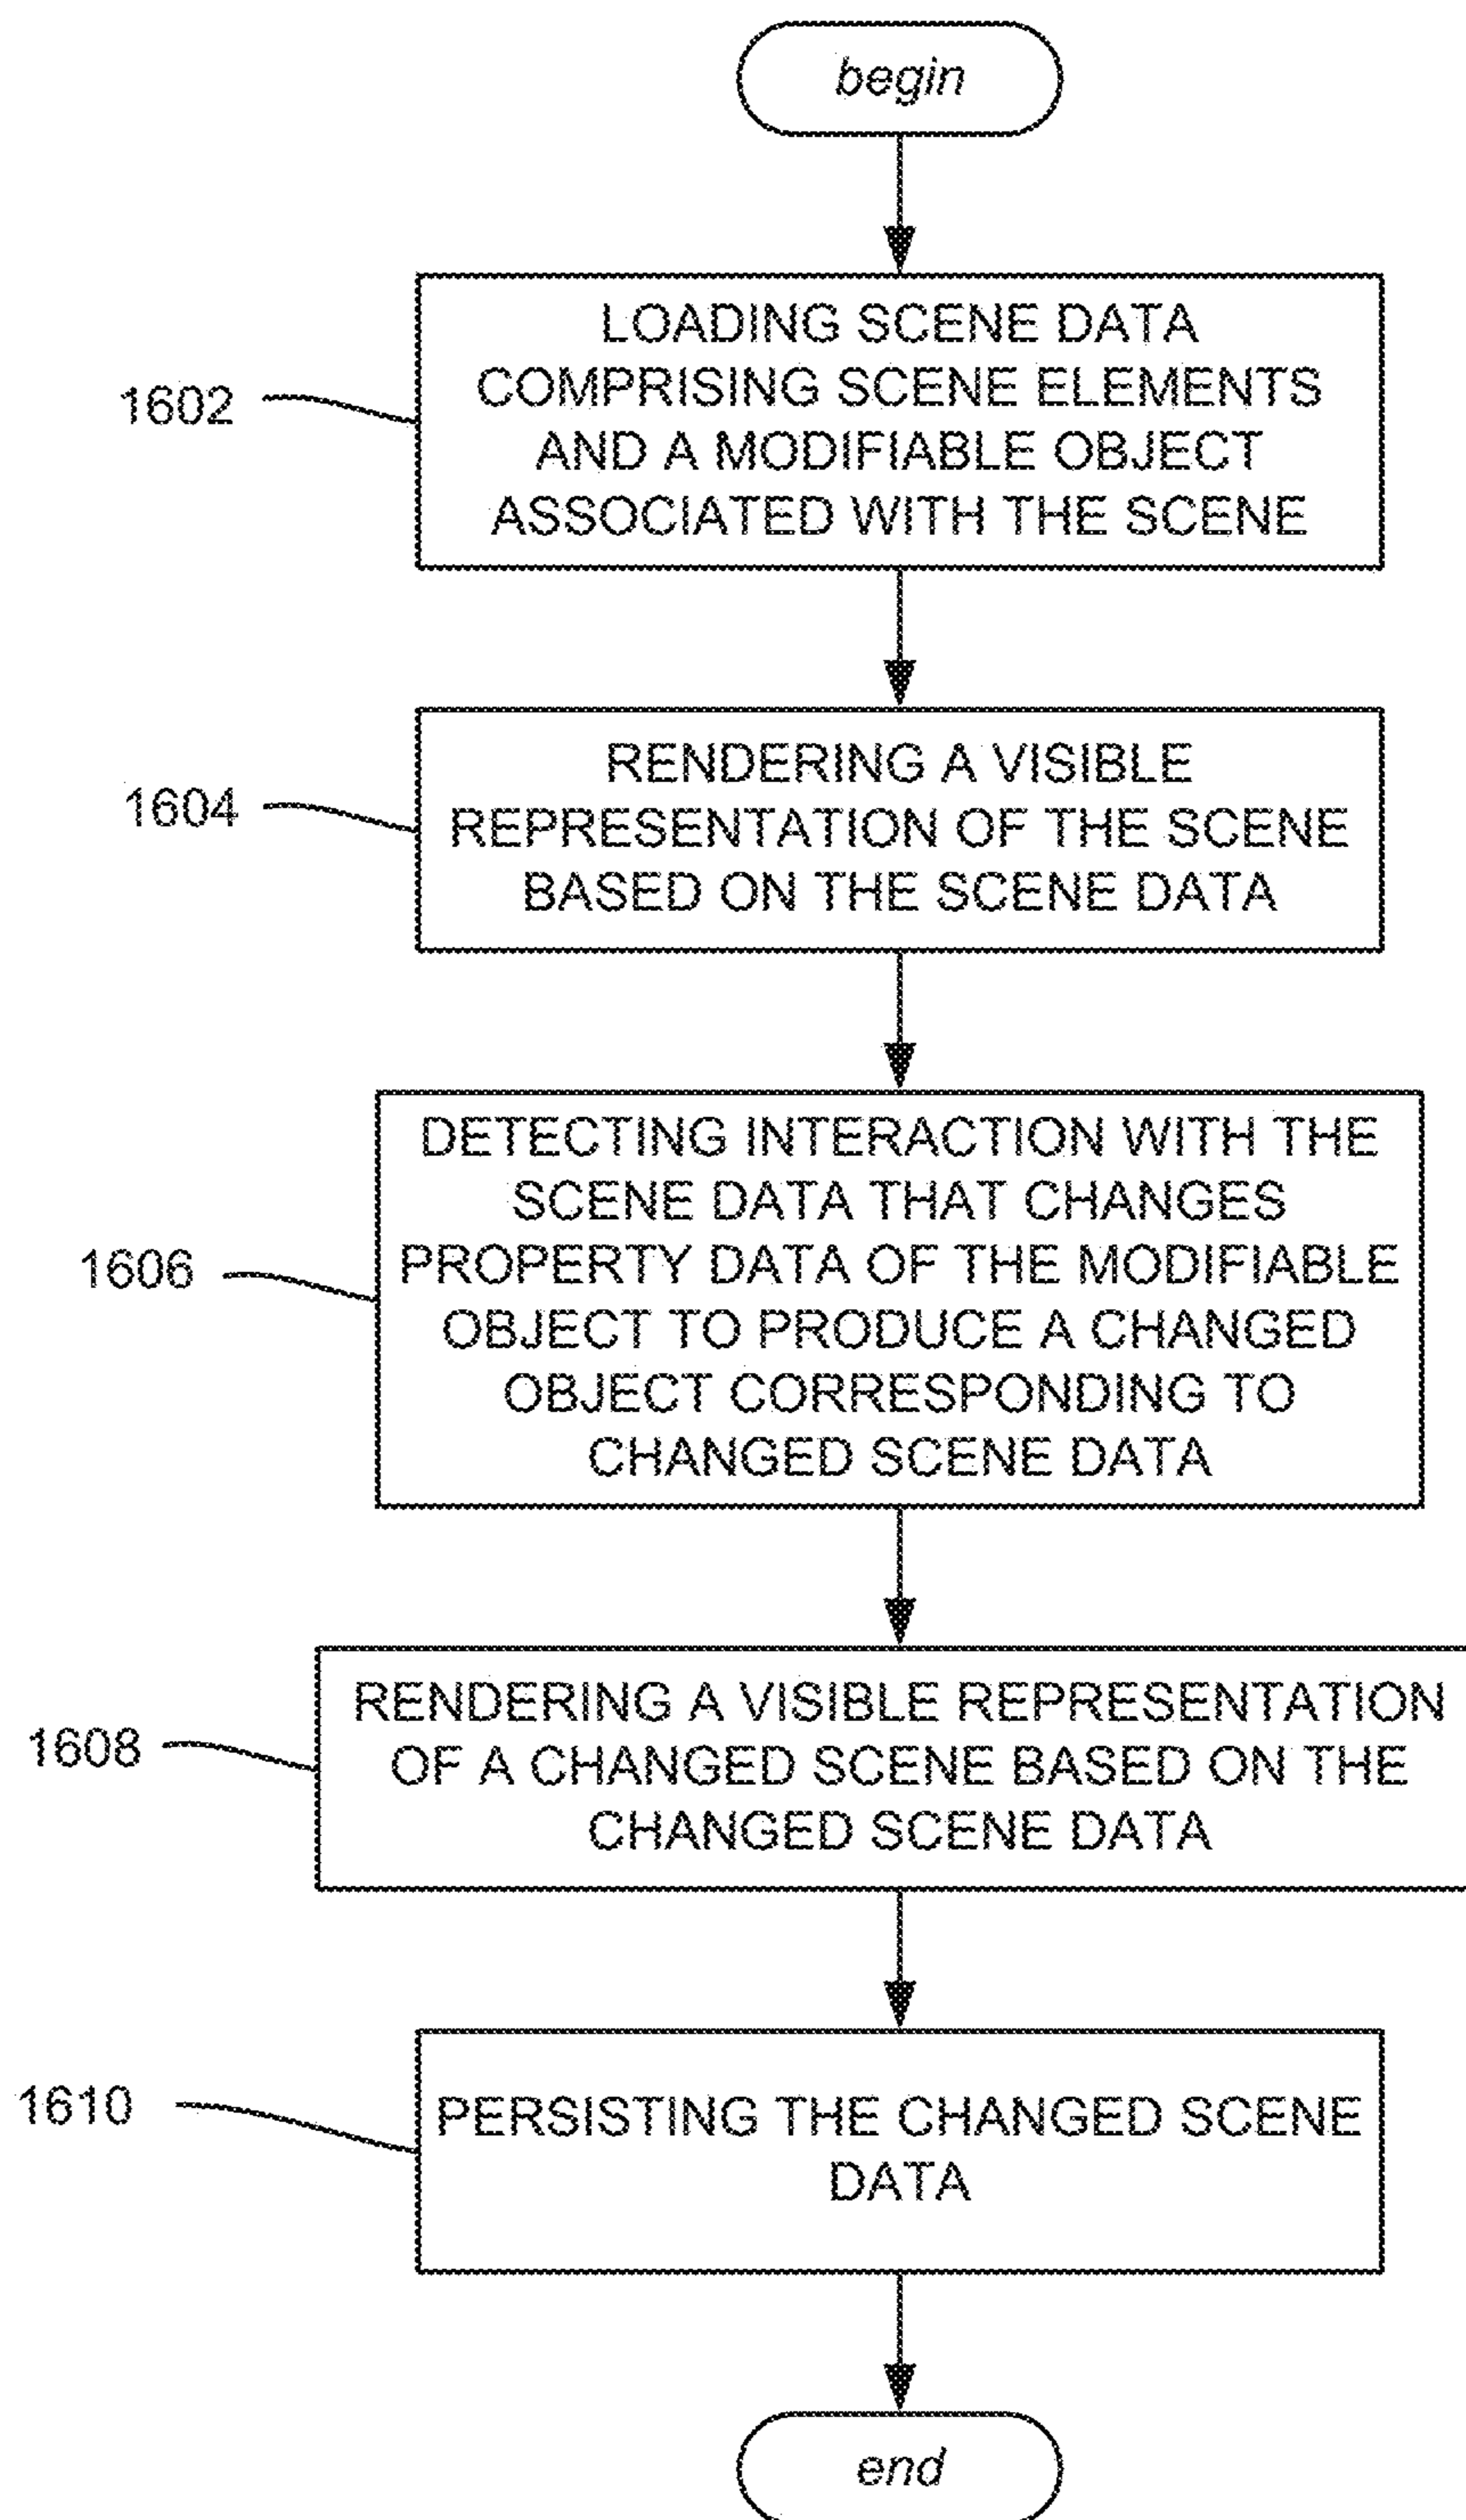 begin
LOADING SCENE DATA
COMPRISING SCENE ELEMENTS
AND A MODIFIABLE OBJECT
ASSOCIATED WITH THE SCENE
1602
RENDERING A VISIBLE
REPRESENTATION OF THE SCENE
BASED ON THE SCENE DATA
1604
DETECTING INTERACTION WITH THE
SCENE DATA THAT CHANGES
PROPERTY DATA OF THE MODIFIABLE
OBJECT TO PRODUCE A CHANGED
OBJECT CORRESPONDING TO
CHANGED SCENE DATA
1606
RENDERING A VISIBLE REPRESENTATION
OF A CHANGED SCENE BASED ON THE
CHANGED SCENE DATA
1608
PERSISTING THE CHANGED SCENE
DATA
1610
end